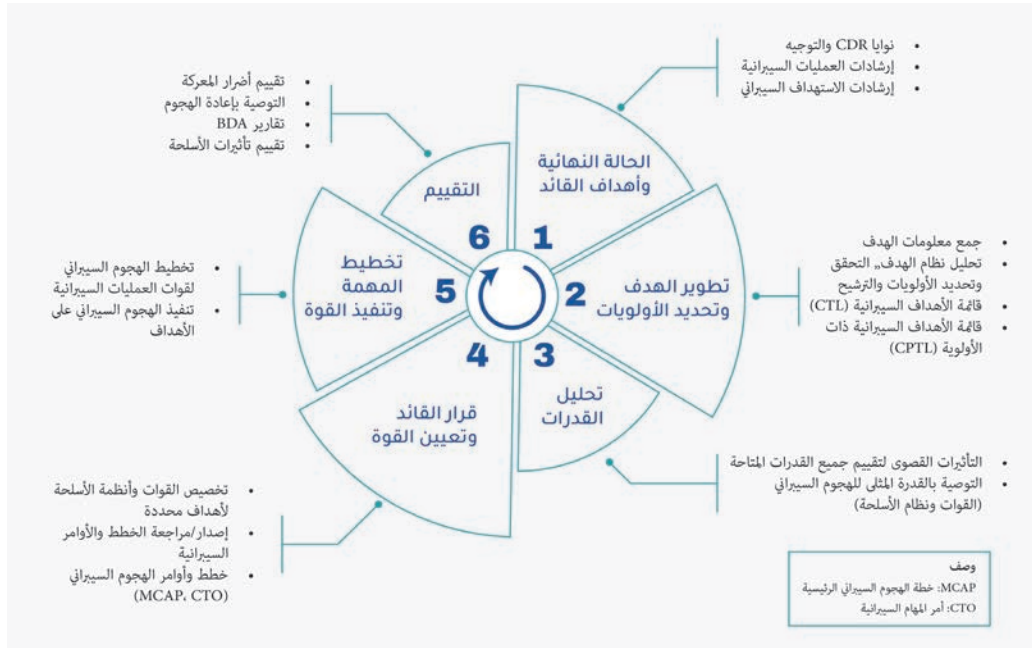 • نوايا CDR والتوجيه
• إرشادات العمليات السيبرانية
• إرشادات الاستهداف السيبراني
1
الحالة النهائية
وأهداف القائد
• جمع معلومات الهدف
• تحليل نظام الهدف,, التحقق
وتحديد الأولويات والترشيح
• قائمة الأهداف السيبرانية (CTL)
• قائمة الأهداف السيبرانية ذات
الأولوية (CPTL)
2
تطوير الهدف
وتحديد الأولويات
• التأثيرات القصوى لتقييم جميع القدرات المتاحة
• التوصية بالقدرة المثلى للهجوم السيبراني
(القوات ونظام الأسلحة)
3
تحليل
القدرات
• تخصيص القوات وأنظمة الأسلحة
لأهداف محددة
• إصدار/مراجعة الخطط والأوامر
السيبرانية
• خطط وأوامر الهجوم السيبراني
(MCAP، CTO)
4
قرار القائد
وتعيين القوة
• تخطيط الهجوم السيبراني
لقوات العمليات السيبرانية
• تنفيذ الهجوم السيبراني على
الأهداف
5
تخطيط
المهمة
وتنفيذ القوة
• تقييم أضرار المعركة
• التوصية بإعادة الهجوم
• تقارير BDA
• تقييم تأثيرات الأسلحة
6
التقييم
وصف
MCAP: خطة الهجوم السيبراني الرئيسية
CTO: أمر المهام السيبرانية